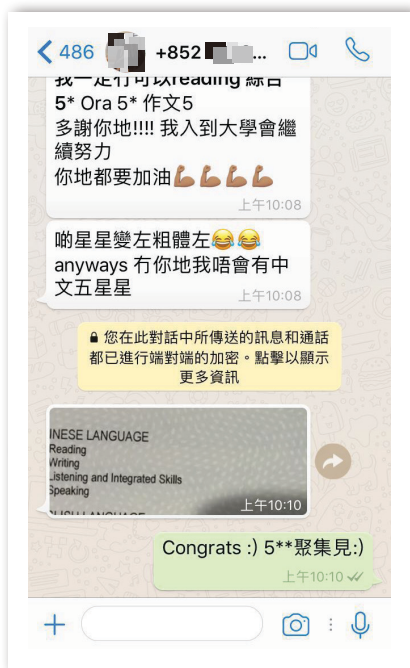 486
+852 ...
我一定行可以reading 綜合
5* Ora 5* 作文5
多謝你地!!!! 我入到大學會繼
續努力
你地都要加油💪🏽💪🏽💪🏽💪🏽
上午10:08
啲星星變左粗體左😂😂
anyways 冇你地我唔會有中
文五星星
上午10:08
您在此對話中所傳送的訊息和通話
都已進行端對端的加密。點擊以顯示
更多資訊
INESE LANGUAGE
Reading
Writing
Listening and Integrated Skills
Speaking
LISH LANGUAGE
上午10:10
Congrats :) 5**聚集見:)
上午10:10